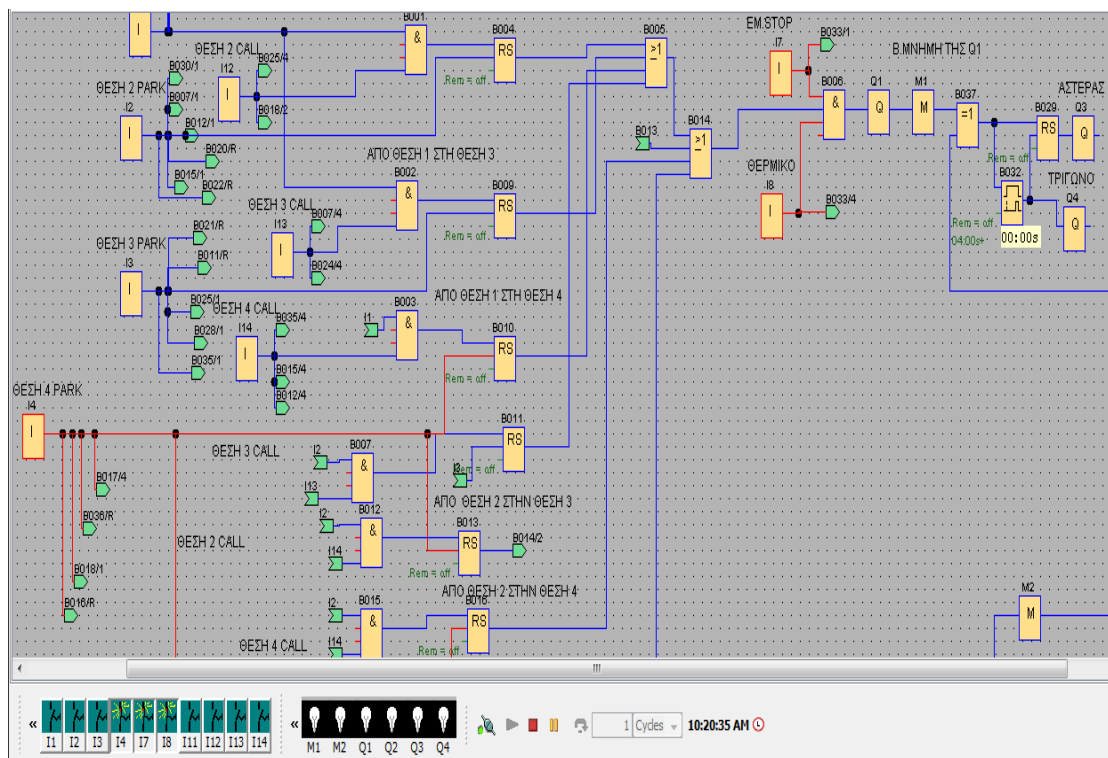 B001
B004
B005
EM.STOP
I7
B033/1
ΘΕΣΗ 2 CALL
B030/1
I12
B025/4
&
RS
>1
I
B006
Q1
Β.ΜΝΗΜΗ ΤΗΣ Q1
M1
B037
ΑΣΤΕΡΑΣ
B029
Q3
ΘΕΣΗ 2 PARK
I2
B007/1
I
B018/2
Rem = off
B014
&
Q
M
=1
RS
Q
I
B012/1
B013
>1
Rem = off
B020/R
ΑΠΟ ΘΕΣΗ 1 ΣΤΗ ΘΕΣΗ 3
ΘΕΡΜΙΚΟ
B032
ΤΡΙΓΩΝΟ
B015/1
B002
B009
I8
B033/4
Q4
B022/R
ΘΕΣΗ 3 CALL
&
RS
I
Rem = off
Q
I13
B007/4
Rem = off
04:00s+
00:00s
B021/R
ΘΕΣΗ 3 PARK
I
B011/R
B024/4
I3
I
ΑΠΟ ΘΕΣΗ 1 ΣΤΗ ΘΕΣΗ 4
B025/1
ΘΕΣΗ 4 CALL
B003
B035/4
I1
&
B010
B028/1
I14
RS
I
B035/1
B015/4
Rem = off
B012/4
ΘΕΣΗ 4 PARK
I4
I
B011
RS
ΘΕΣΗ 3 CALL
I2
B007
I3
Rem = off
&
B017/4
I13
ΑΠΟ ΘΕΣΗ 2 ΣΤΗΝ ΘΕΣΗ 3
B036/R
I2
B012
B013
ΘΕΣΗ 2 CALL
&
RS
B014/2
I14
B018/1
Rem = off
ΑΠΟ ΘΕΣΗ 2 ΣΤΗΝ ΘΕΣΗ 4
M2
B016/R
I2
B015
B016
M
&
RS
ΘΕΣΗ 4 CALL
I14
Rem = off
« I1 I2 I3 I4 I7 I8 I11 I12 I13 I14
« M1 M2 Q1 Q2 Q3 Q4
1 Cycles 10:20:35 AM